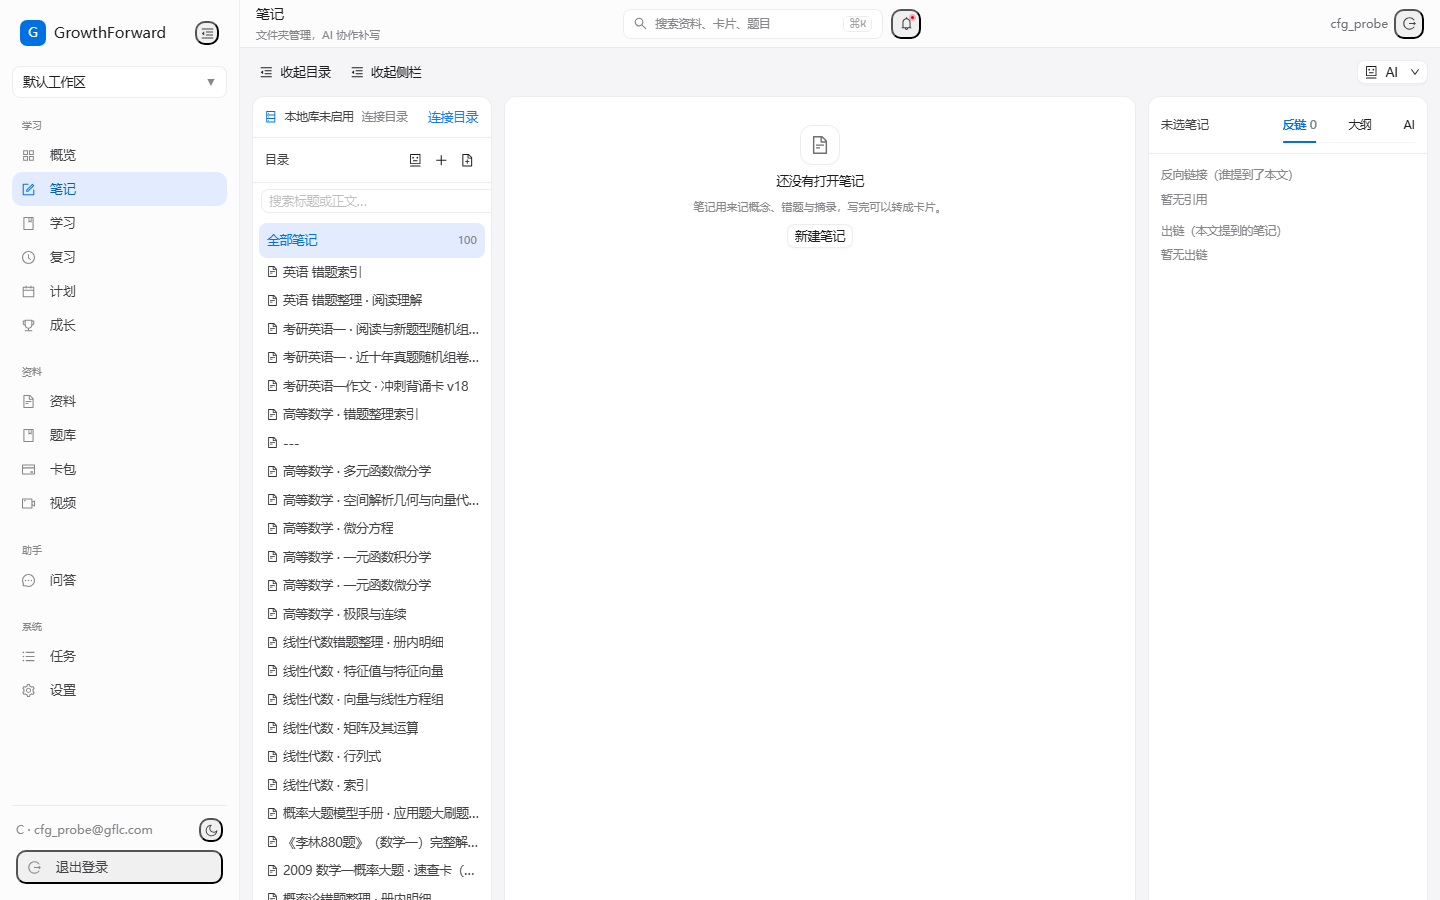 G GrowthForward
默认工作区
学习
概览
笔记
学习
复习
计划
成长
资料
资料
题库
卡包
视频
助手
问答
系统
任务
设置
C · cfg_probe@gflc.com
退出登录
笔记
文件夹管理，AI 协作补写
搜索资料、卡片、题目 ⌘K
cfg_probe
收起目录 收起侧栏
AI
本地库未启用 连接目录 连接目录
目录
搜索标题或正文...
全部笔记 100
英语 错题索引
英语 错题整理 · 阅读理解
考研英语一 · 阅读与新题型随机组...
考研英语一 · 近十年真题随机组卷...
考研英语一作文 · 冲刺背诵卡 v18
高等数学 · 错题整理索引
---
高等数学 · 多元函数微分学
高等数学 · 空间解析几何与向量代...
高等数学 · 微分方程
高等数学 · 一元函数积分学
高等数学 · 一元函数微分学
高等数学 · 极限与连续
线性代数错题整理 · 册内明细
线性代数 · 特征值与特征向量
线性代数 · 向量与线性方程组
线性代数 · 矩阵及其运算
线性代数 · 行列式
线性代数 · 索引
概率大题模型手册 · 应用题大刷题...
《李林880题》（数学一）完整解...
2009 数学一概率大题 · 速查卡（...
概率论错题整理 · 册内明细
还没有打开笔记
笔记用来记概念、错题与摘录，写完可以转成卡片。
新建笔记
未选笔记 反链 0 大纲 AI
反向链接（谁提到了本文）
暂无引用
出链（本文提到的笔记）
暂无出链